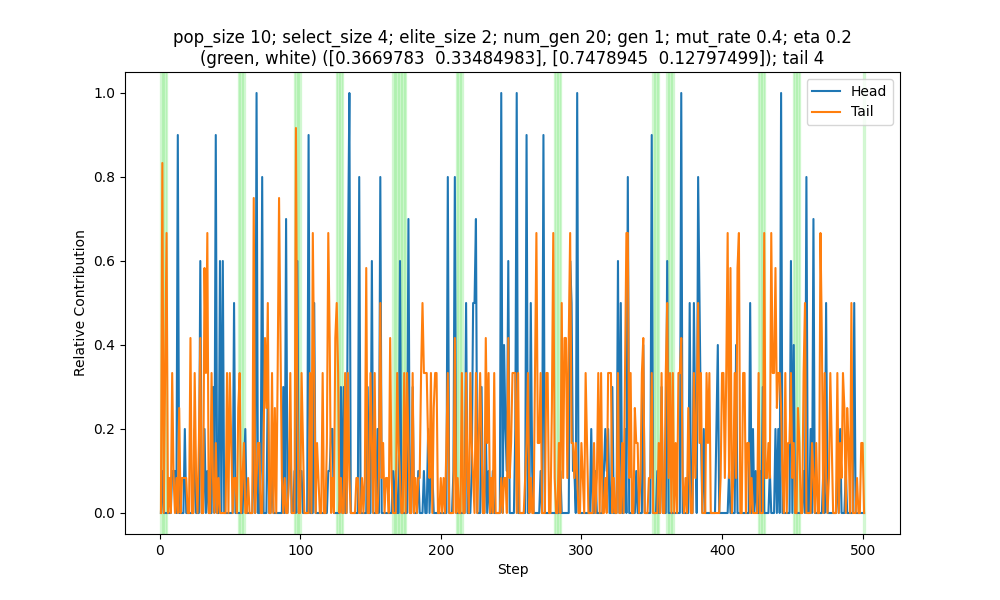 pop_size 10; select_size 4; elite_size 2; num_gen 20; gen 1; mut_rate 0.4; eta 0.2
(green, white) ([0.3669783  0.33484983], [0.7478945  0.12797499]); tail 4
Head
Tail
1.0
0.8
0.6
0.4
0.2
0.0
Relative Contribution
0 100 200 300 400 500
Step